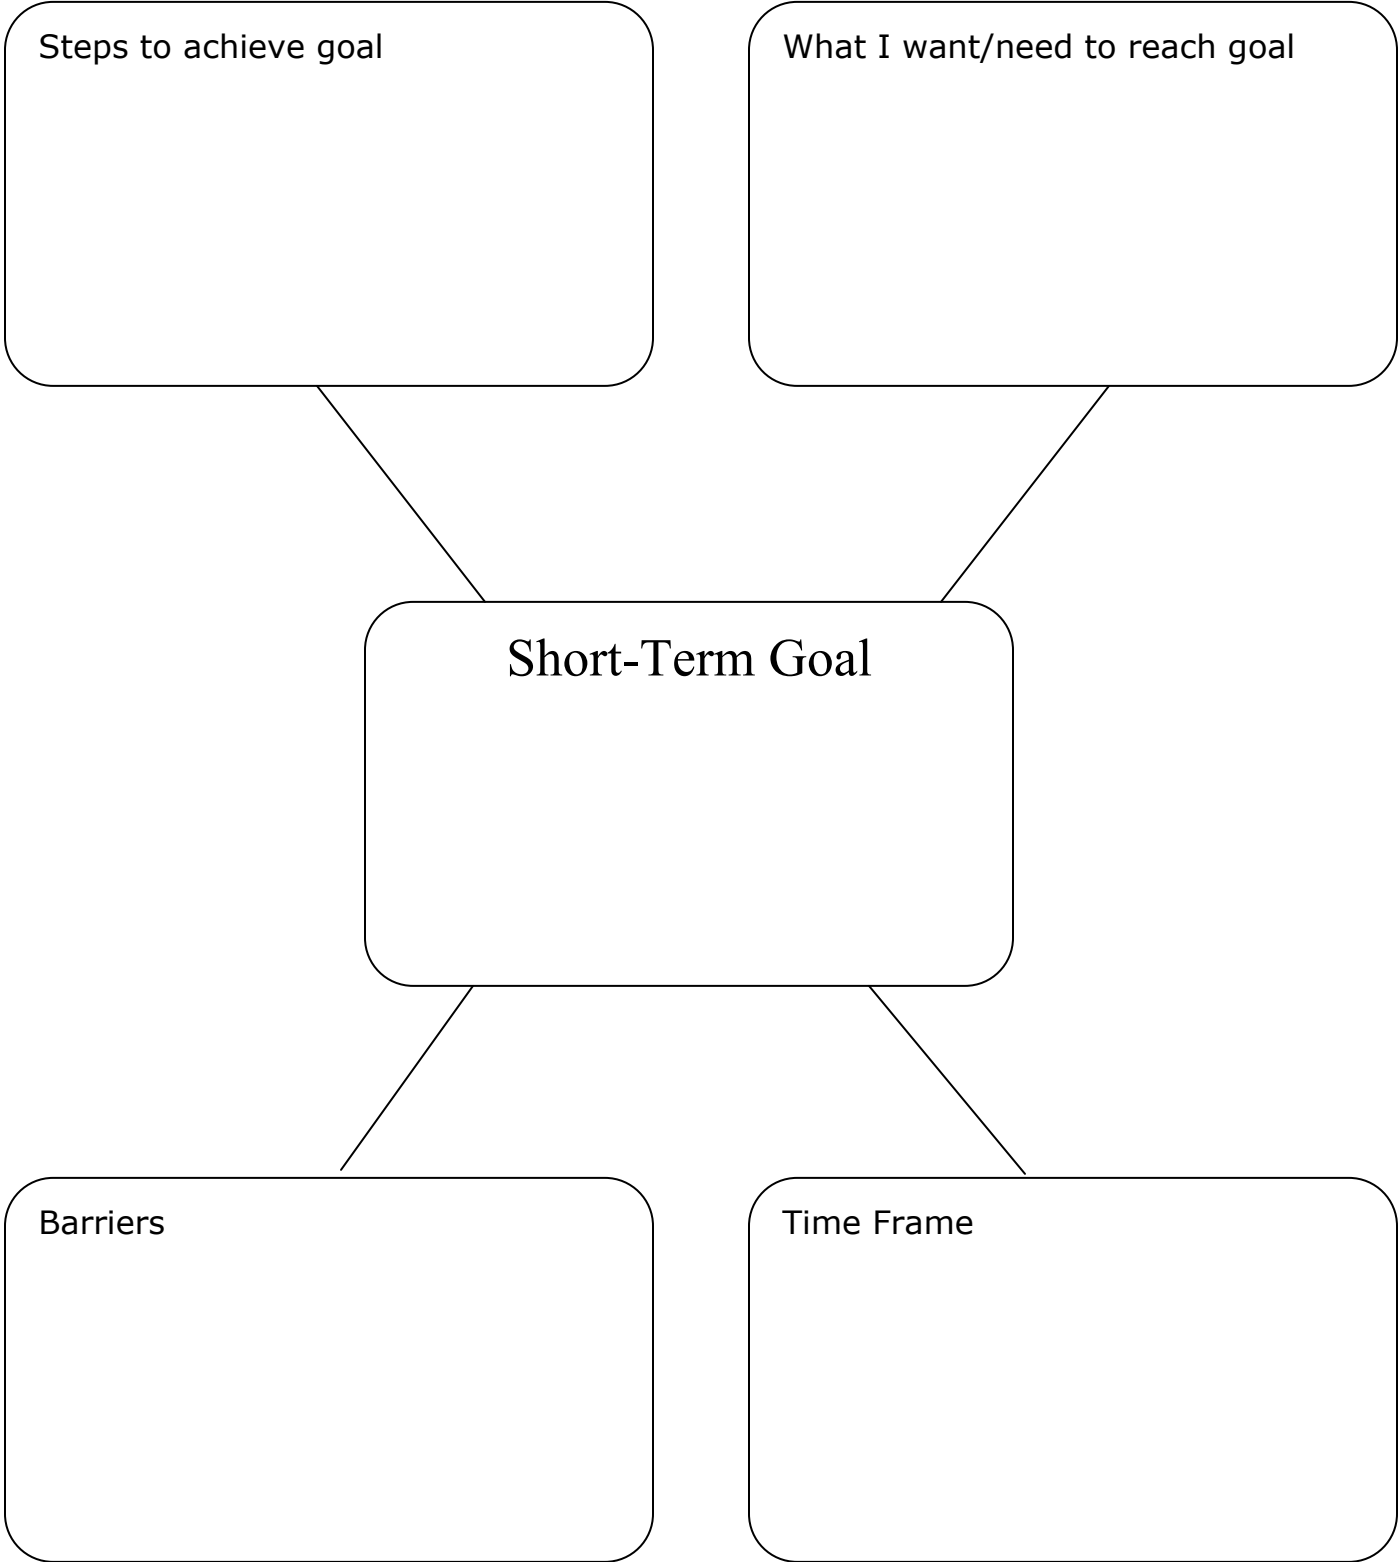 Steps to achieve goal
What I want/need to reach goal
Short-Term Goal
Barriers
Time Frame